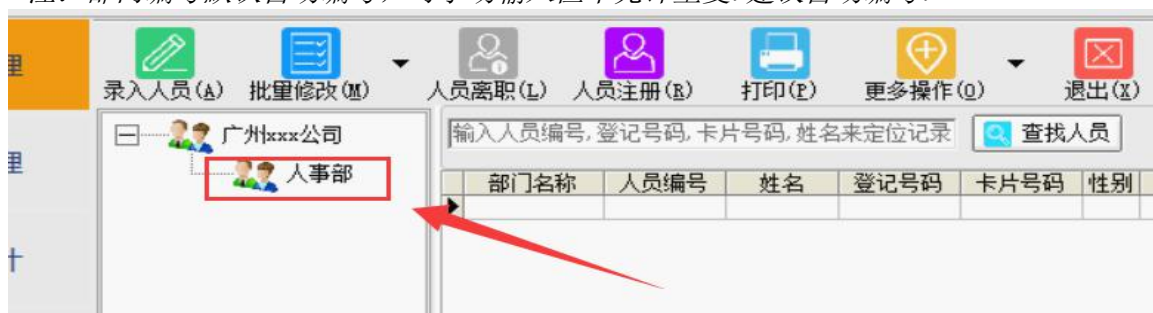 录入人员(A) 批量修改(M) 人员离职(L) 人员注册(R) 打印(P) 更多操作(O) 退出(X)
理
广州xxx公司
人事部
输入人员编号,登记号码,卡片号码,姓名来定位记录 查找人员
理
部门名称 人员编号 姓名 登记号码 卡片号码 性别